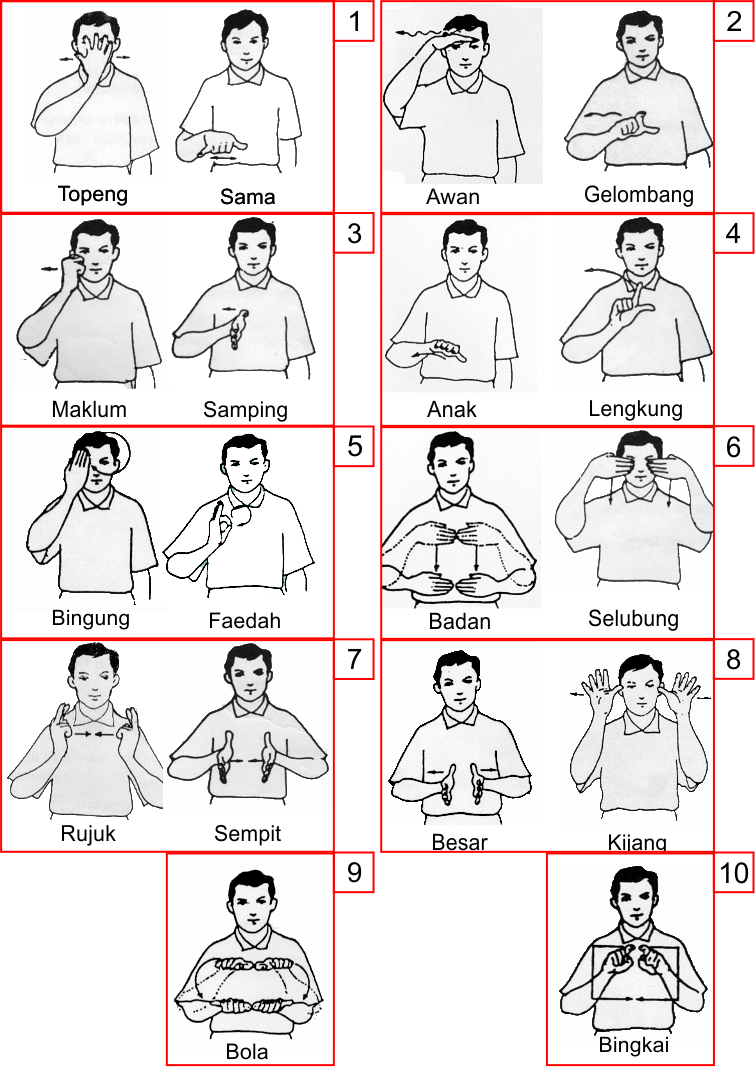 1
Topeng Sama
2
Awan Gelombang
3
Maklum Samping
4
Anak Lengkung
5
Bingung Faedah
6
Badan Selubung
7
Rujuk Sempit
8
Besar Kijang
9
Bola
10
Bingkai